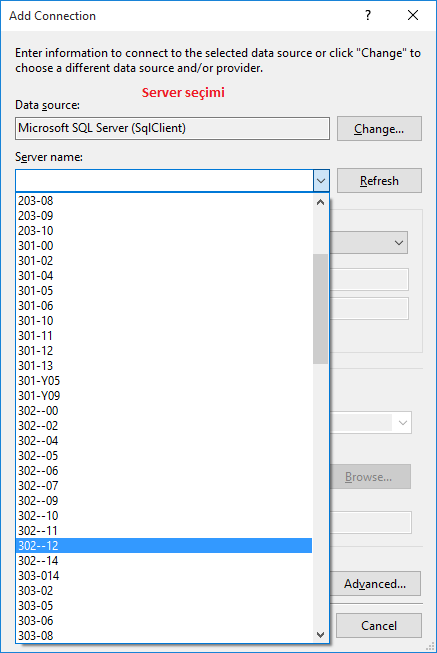 Add Connection
Enter information to connect to the selected data source or click "Change" to
choose a different data source and/or provider.
Server seçimi
Data source:
Microsoft SQL Server (SqlClient)
Change...
Server name:
Refresh
203-08
203-09
203-10
301-00
301-02
301-04
301-05
301-06
301-10
301-11
301-12
301-13
301-Y05
301-Y09
302--00
302--02
302--04
302--05
302--06
302--07
302--09
302--10
302--11
302--12
302--14
303-014
303-02
303-05
303-06
303-08
Browse...
Advanced...
Cancel